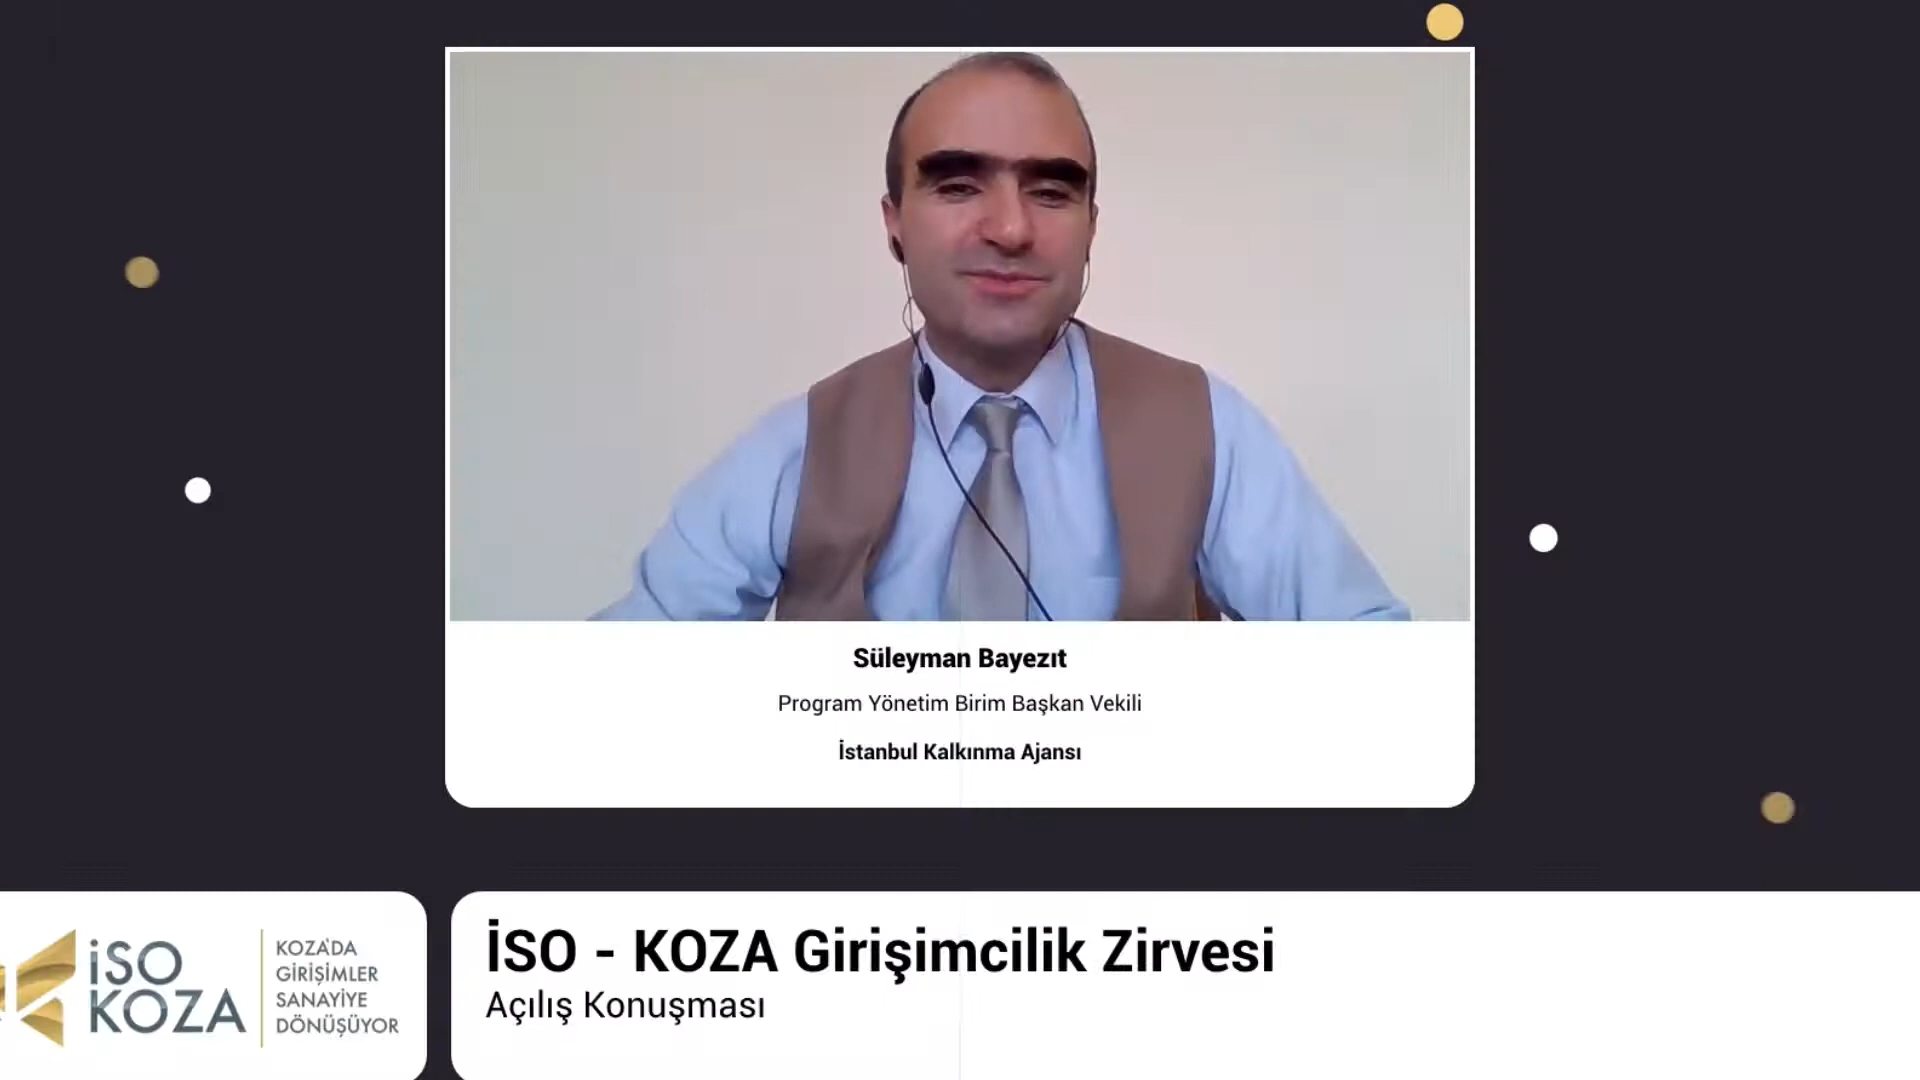 Süleyman Bayezıt
Program Yönetim Birim Başkan Vekili
İstanbul Kalkınma Ajansı
iSO
KOZA
KOZA'DA
GİRİŞİMLER
SANAYİYE
DÖNÜŞÜYOR
İSO - KOZA Girişimcilik Zirvesi
Açılış Konuşması